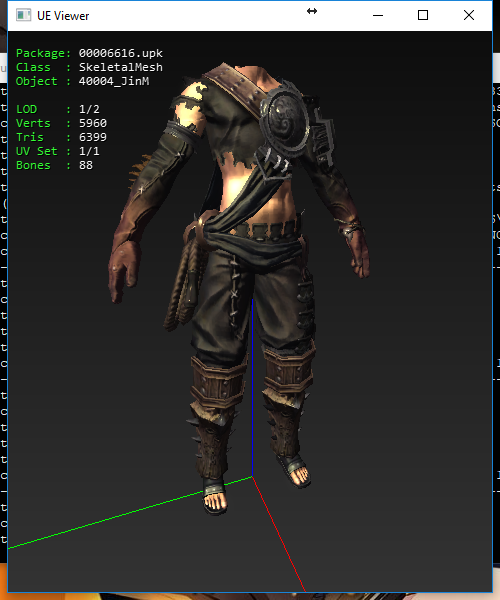 UE Viewer
Package: 00006616.upk
Class : SkeletalMesh
Object : 40004_JinM
LOD : 1/2
Verts : 5960
Tris : 6399
UV Set : 1/1
Bones : 88